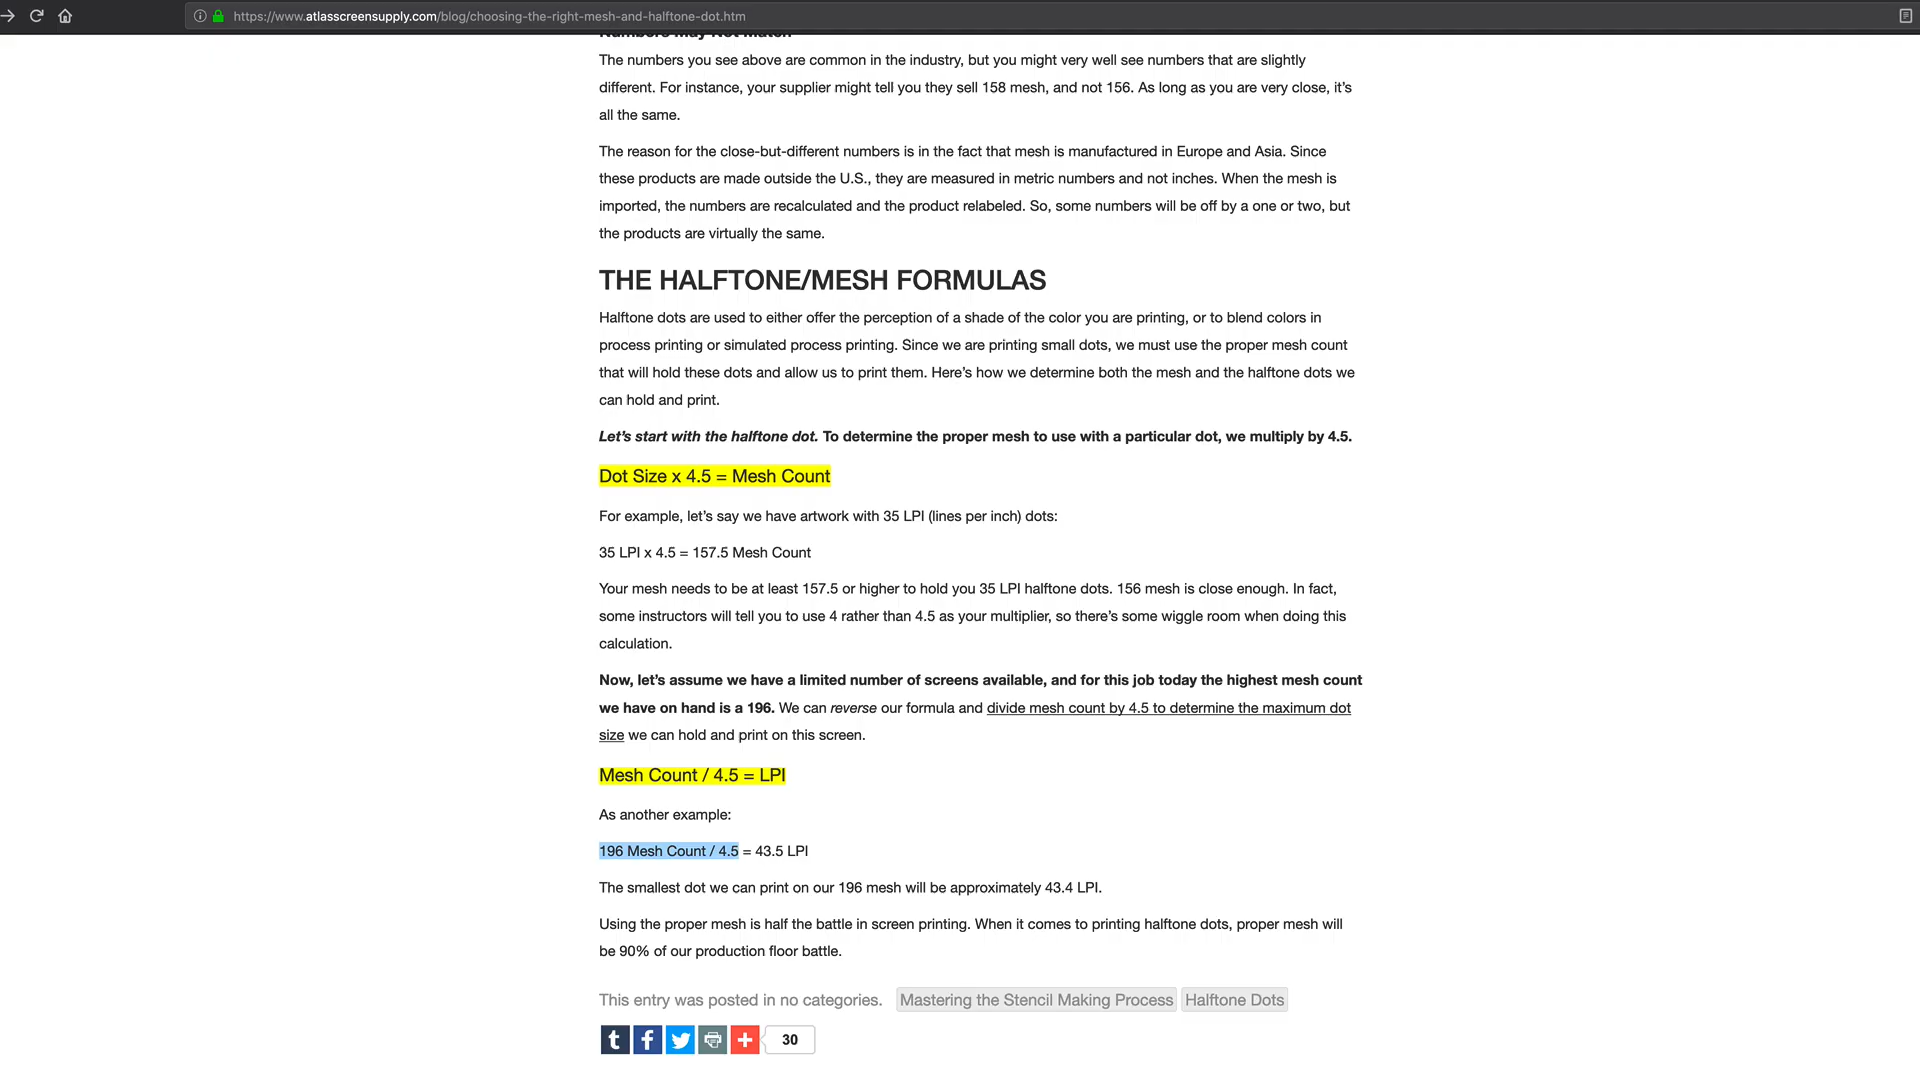 https://www.atlasscreensupply.com/blog/choosing-the-right-mesh-and-halftone-dot.htm
Numbers May Not Match
The numbers you see above are common in the industry, but you might very well see numbers that are slightly
different. For instance, your supplier might tell you they sell 158 mesh, and not 156. As long as you are very close, it’s
all the same.
The reason for the close-but-different numbers is in the fact that mesh is manufactured in Europe and Asia. Since
these products are made outside the U.S., they are measured in metric numbers and not inches. When the mesh is
imported, the numbers are recalculated and the product relabeled. So, some numbers will be off by a one or two, but
the products are virtually the same.
THE HALFTONE/MESH FORMULAS
Halftone dots are used to either offer the perception of a shade of the color you are printing, or to blend colors in
process printing or simulated process printing. Since we are printing small dots, we must use the proper mesh count
that will hold these dots and allow us to print them. Here’s how we determine both the mesh and the halftone dots we
can hold and print.
Let’s start with the halftone dot. To determine the proper mesh to use with a particular dot, we multiply by 4.5.
Dot Size x 4.5 = Mesh Count
For example, let’s say we have artwork with 35 LPI (lines per inch) dots:
35 LPI x 4.5 = 157.5 Mesh Count
Your mesh needs to be at least 157.5 or higher to hold you 35 LPI halftone dots. 156 mesh is close enough. In fact,
some instructors will tell you to use 4 rather than 4.5 as your multiplier, so there’s some wiggle room when doing this
calculation.
Now, let’s assume we have a limited number of screens available, and for this job today the highest mesh count
we have on hand is a 196. We can reverse our formula and divide mesh count by 4.5 to determine the maximum dot
size we can hold and print on this screen.
Mesh Count / 4.5 = LPI
As another example:
196 Mesh Count / 4.5 = 43.5 LPI
The smallest dot we can print on our 196 mesh will be approximately 43.4 LPI.
Using the proper mesh is half the battle in screen printing. When it comes to printing halftone dots, proper mesh will
be 90% of our production floor battle.
This entry was posted in no categories. Mastering the Stencil Making Process Halftone Dots
t f + 30